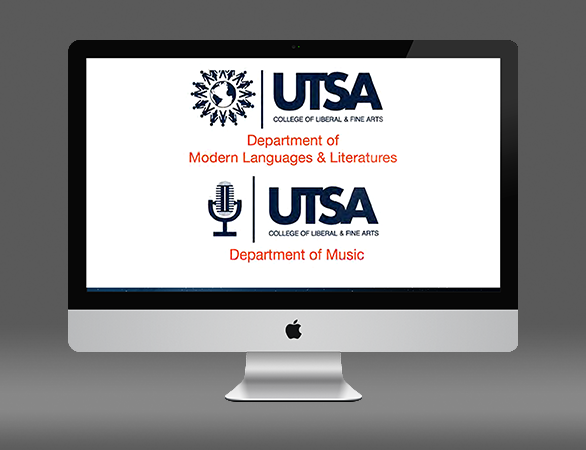 UTSA
COLLEGE OF LIBERAL & FINE ARTS
Department of
Modern Languages & Literatures
UTSA
COLLEGE OF LIBERAL & FINE ARTS
Department of Music